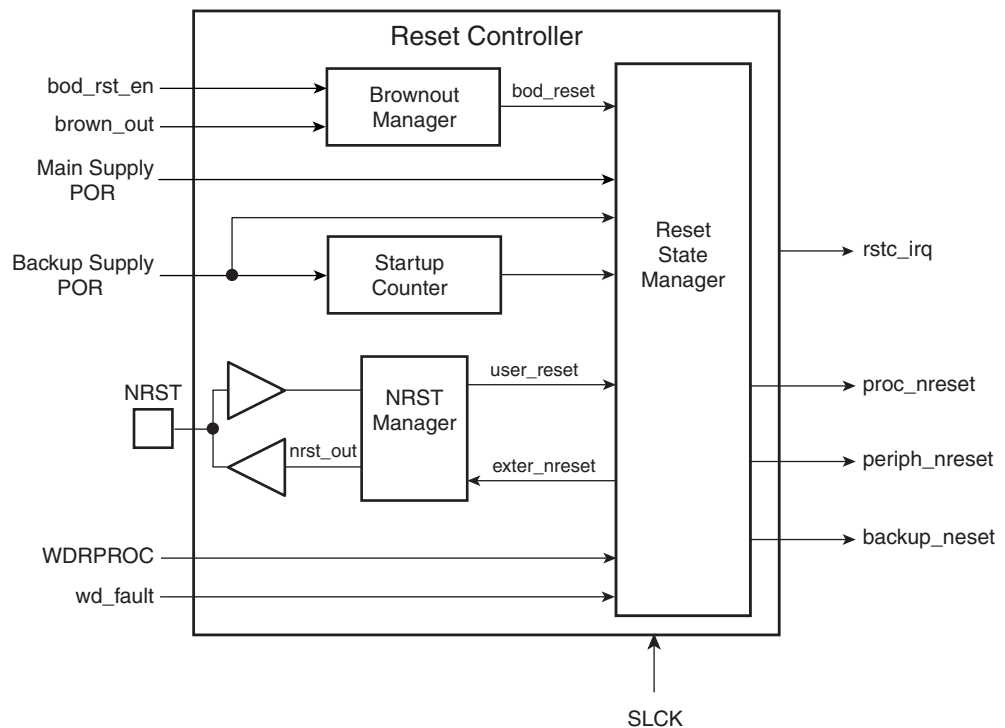 Reset Controller
bod_rst_en
brown_out
Brownout
Manager
bod_reset
Main Supply
POR
Backup Supply
POR
Startup
Counter
Reset
State
Manager
rstc_irq
NRST
NRST
Manager
user_reset
nrst_out
exter_nreset
proc_nreset
periph_nreset
backup_neset
WDRPROC
wd_fault
SLCK